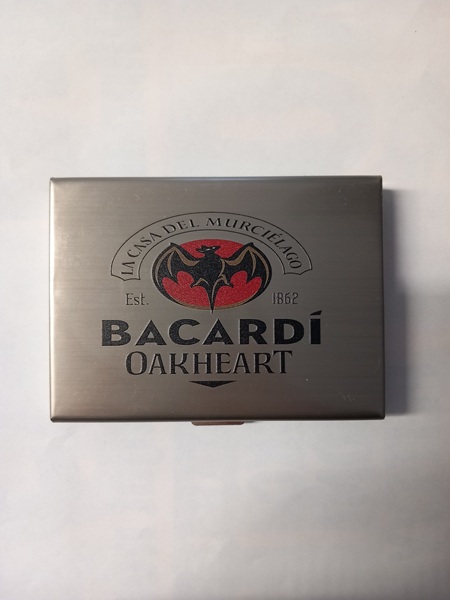 LA CASA DEL MURCIÉLAGO
Est. 1862
BACARDÍ
OAKHEART